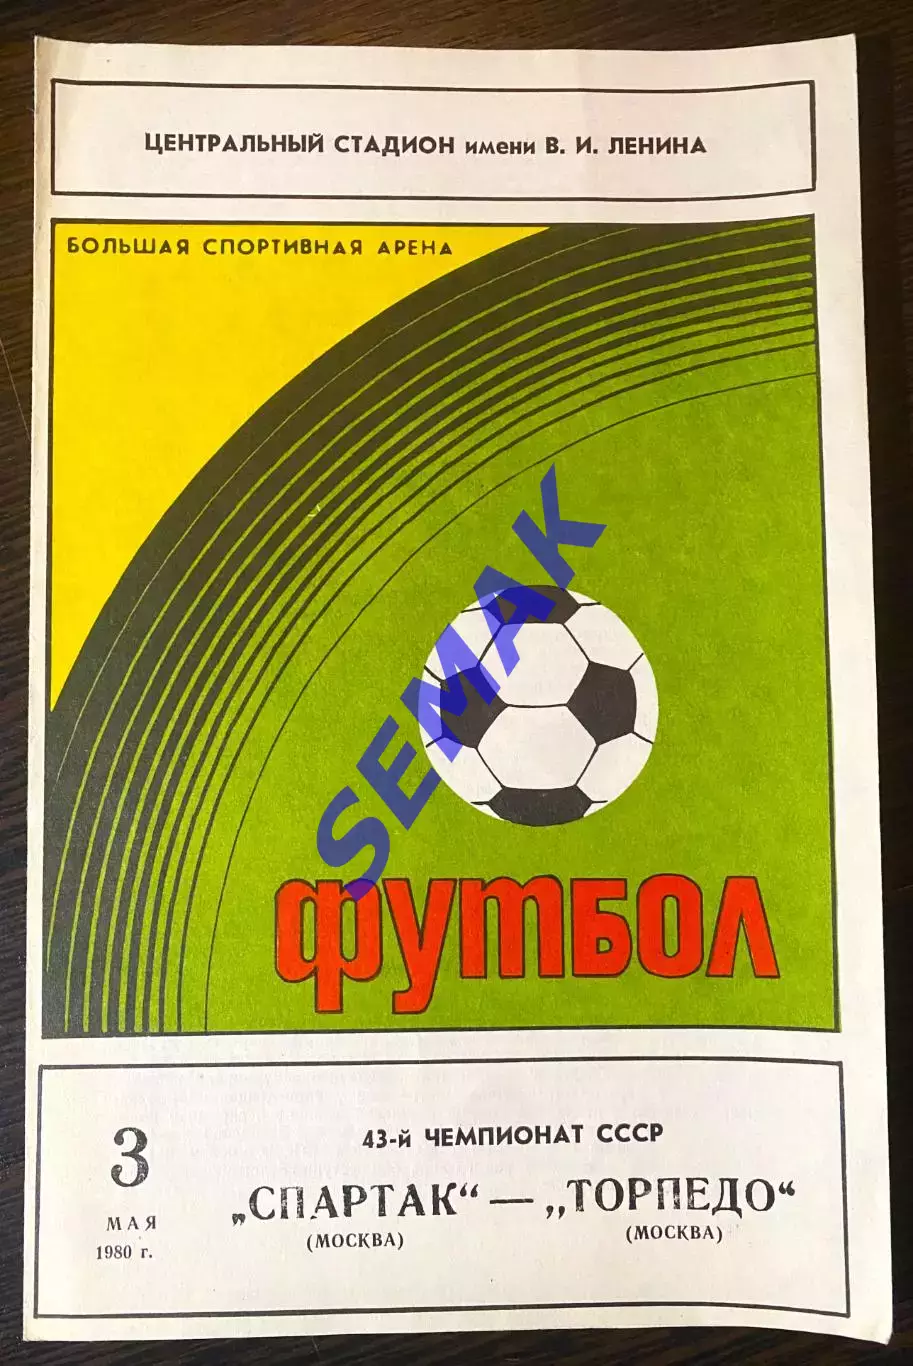 ЦЕНТРАЛЬНЫЙ СТАДИОН имени В. И. ЛЕНИНА
БОЛЬШАЯ СПОРТИВНАЯ АРЕНА
SEMAK
ФУТБОЛ
3
МАЯ
1980 г.
43-й ЧЕМПИОНАТ СССР
„СПАРТАК“ — „ТОРПЕДО“
(МОСКВА) (МОСКВА)